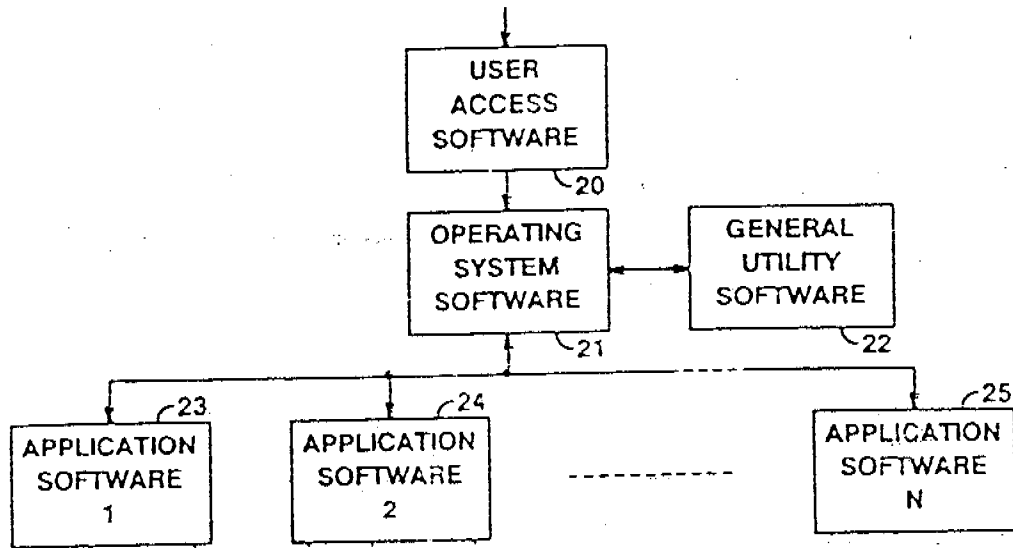 USER
ACCESS
SOFTWARE
20
OPERATING
SYSTEM
SOFTWARE
21
GENERAL
UTILITY
SOFTWARE
22
23
APPLICATION
SOFTWARE
1
24
APPLICATION
SOFTWARE
2
25
APPLICATION
SOFTWARE
N